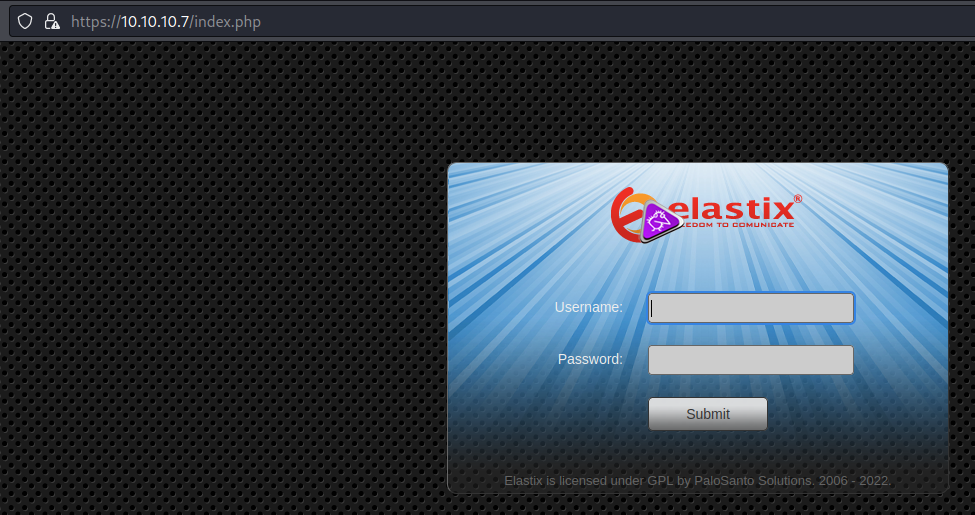 https://10.10.10.7/index.php
elastix®
EDOM TO COMUNICATE
Username:
Password:
Submit
Elastix is licensed under GPL by PaloSanto Solutions. 2006 - 2022.